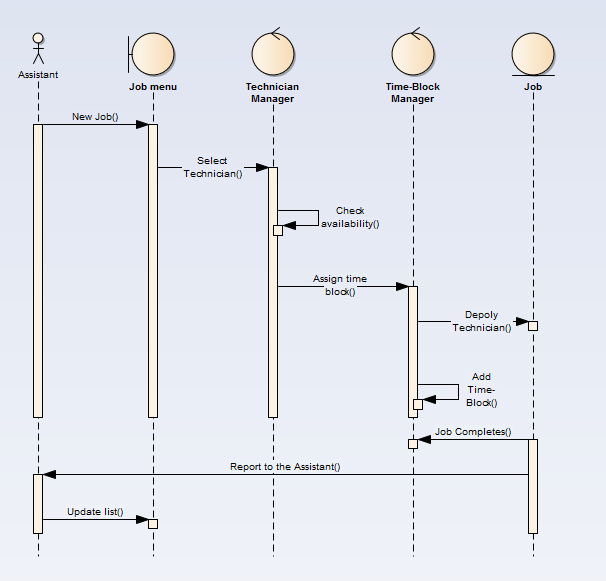 Assistant
Job menu
Technician
Manager
Time-Block
Manager
Job
New Job()
Select
Technician()
Check
availability()
Assign time
block()
Depoly
Technician()
Add
Time-
Block()
Job Completes()
Report to the Assistant()
Update list()